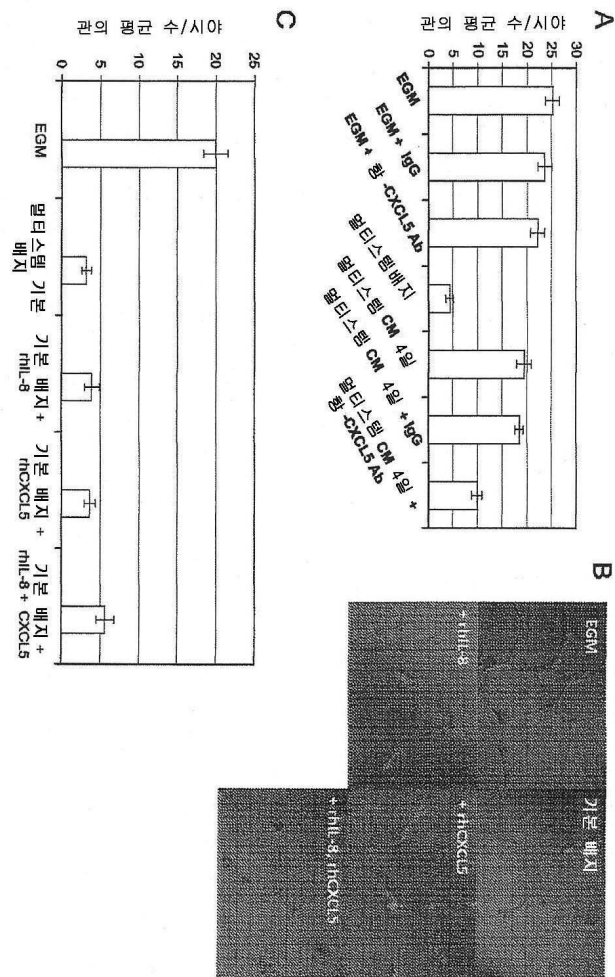 A
관의 평균 수/시야
0 5 10 15 20 25 30
EGM
EGM + IgG
EGM + 항 -CXCL5 Ab
멀티스템배지
멀티스템 CM 4일
멀티스템 CM 4일 + IgG
멀티스템 CM 4일 +
항 -CXCL5 Ab
B
EGM
기본 배지
+ rhIL-8
+ rhCXCL5
+ rhIL-8, rhCXCL5
C
관의 평균 수/시야
0 5 10 15 20 25
EGM
멀티스템 기본
배지
기본 배지 +
rhIL-8
기본 배지 +
rhCXCL5
기본 배지 +
rhIL-8 + CXCL5